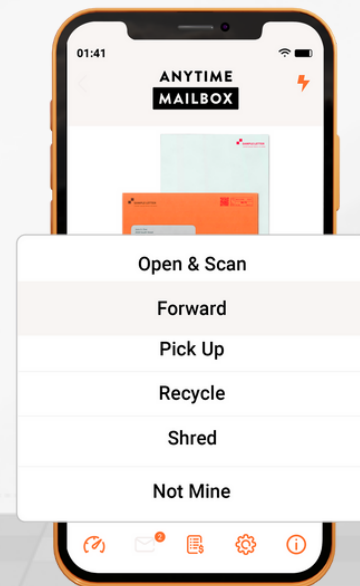 01:41
ANYTIME
MAILBOX
Open & Scan
Forward
Pick Up
Recycle
Shred
Not Mine
2